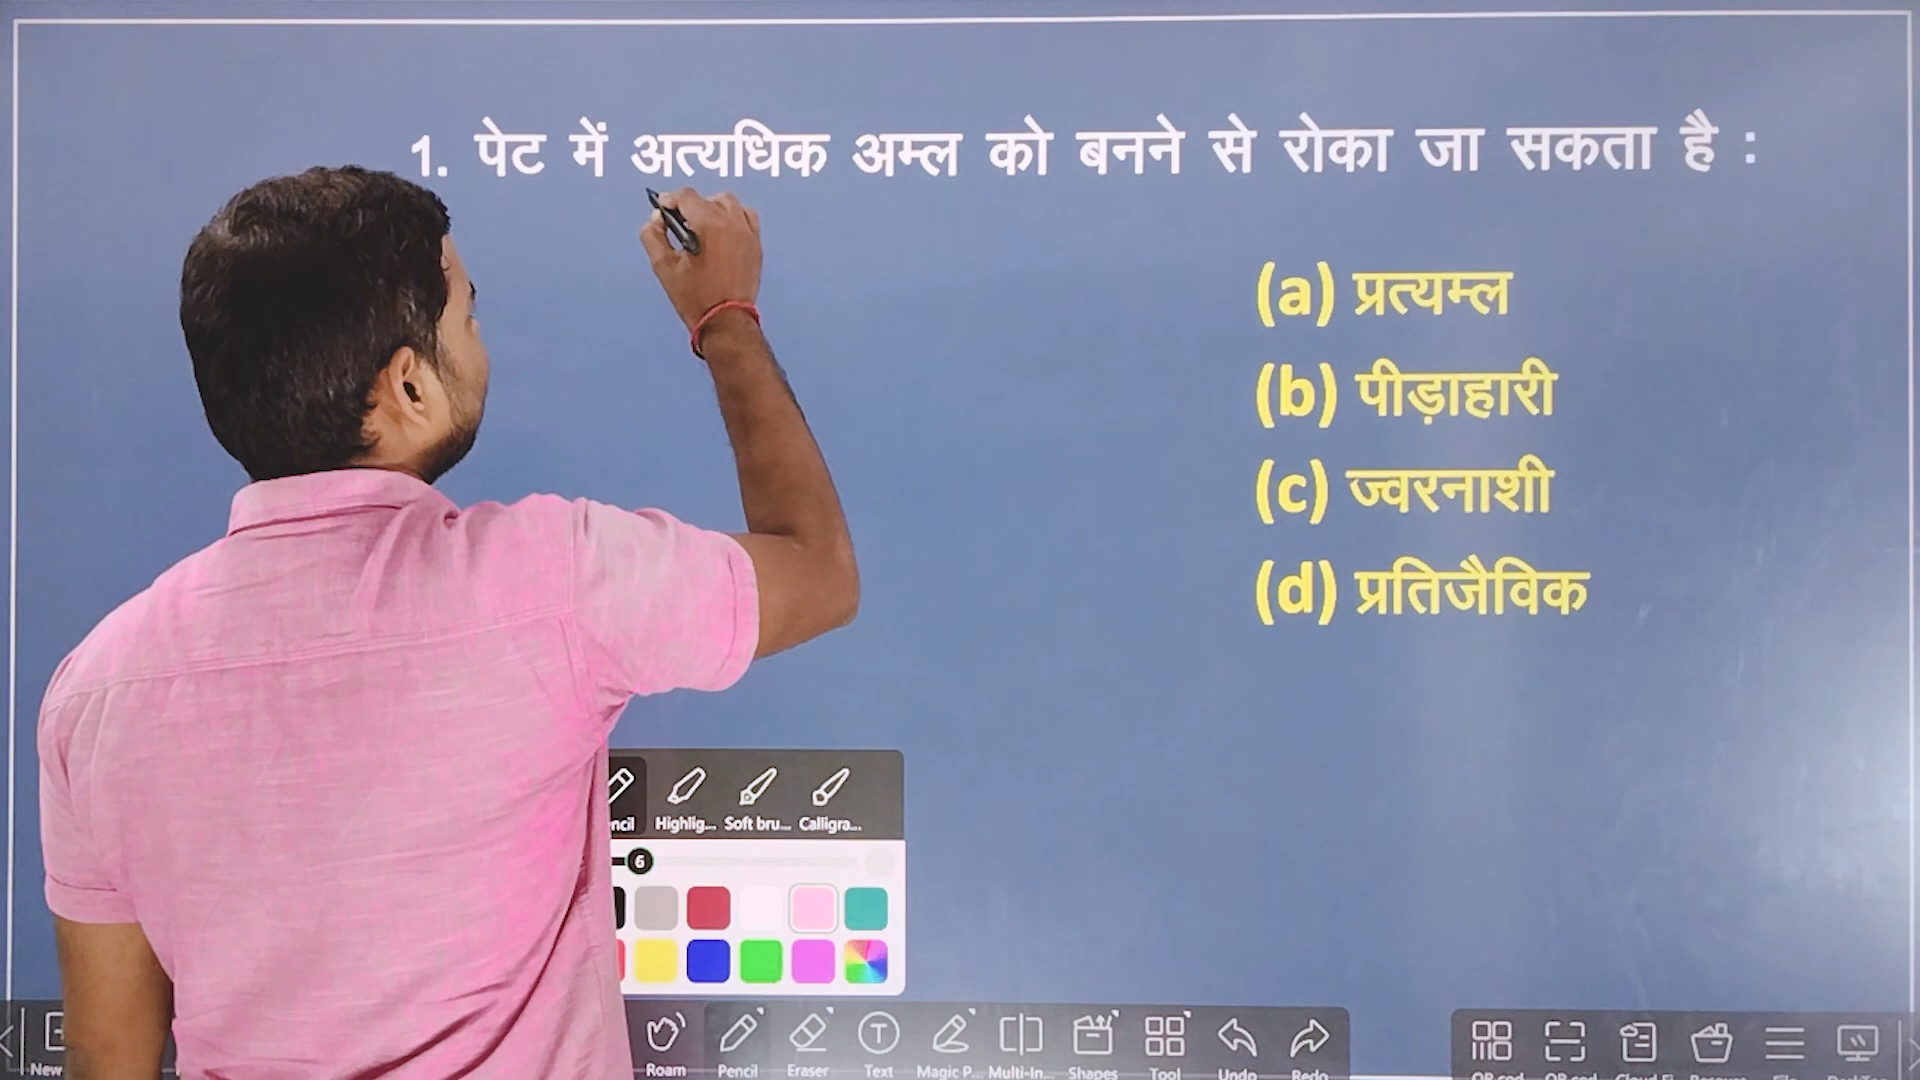 1. पेट में अत्यधिक अम्ल को बनने से रोका जा सकता है :
(a) प्रत्यम्ल
(b) पीड़ाहारी
(c) ज्वरनाशी
(d) प्रतिजैविक
Highlig... Soft bru... Calligra...
6
New Roam Pencil Eraser Text Magic P... Multi-In... Shapes Tool Undo Redo